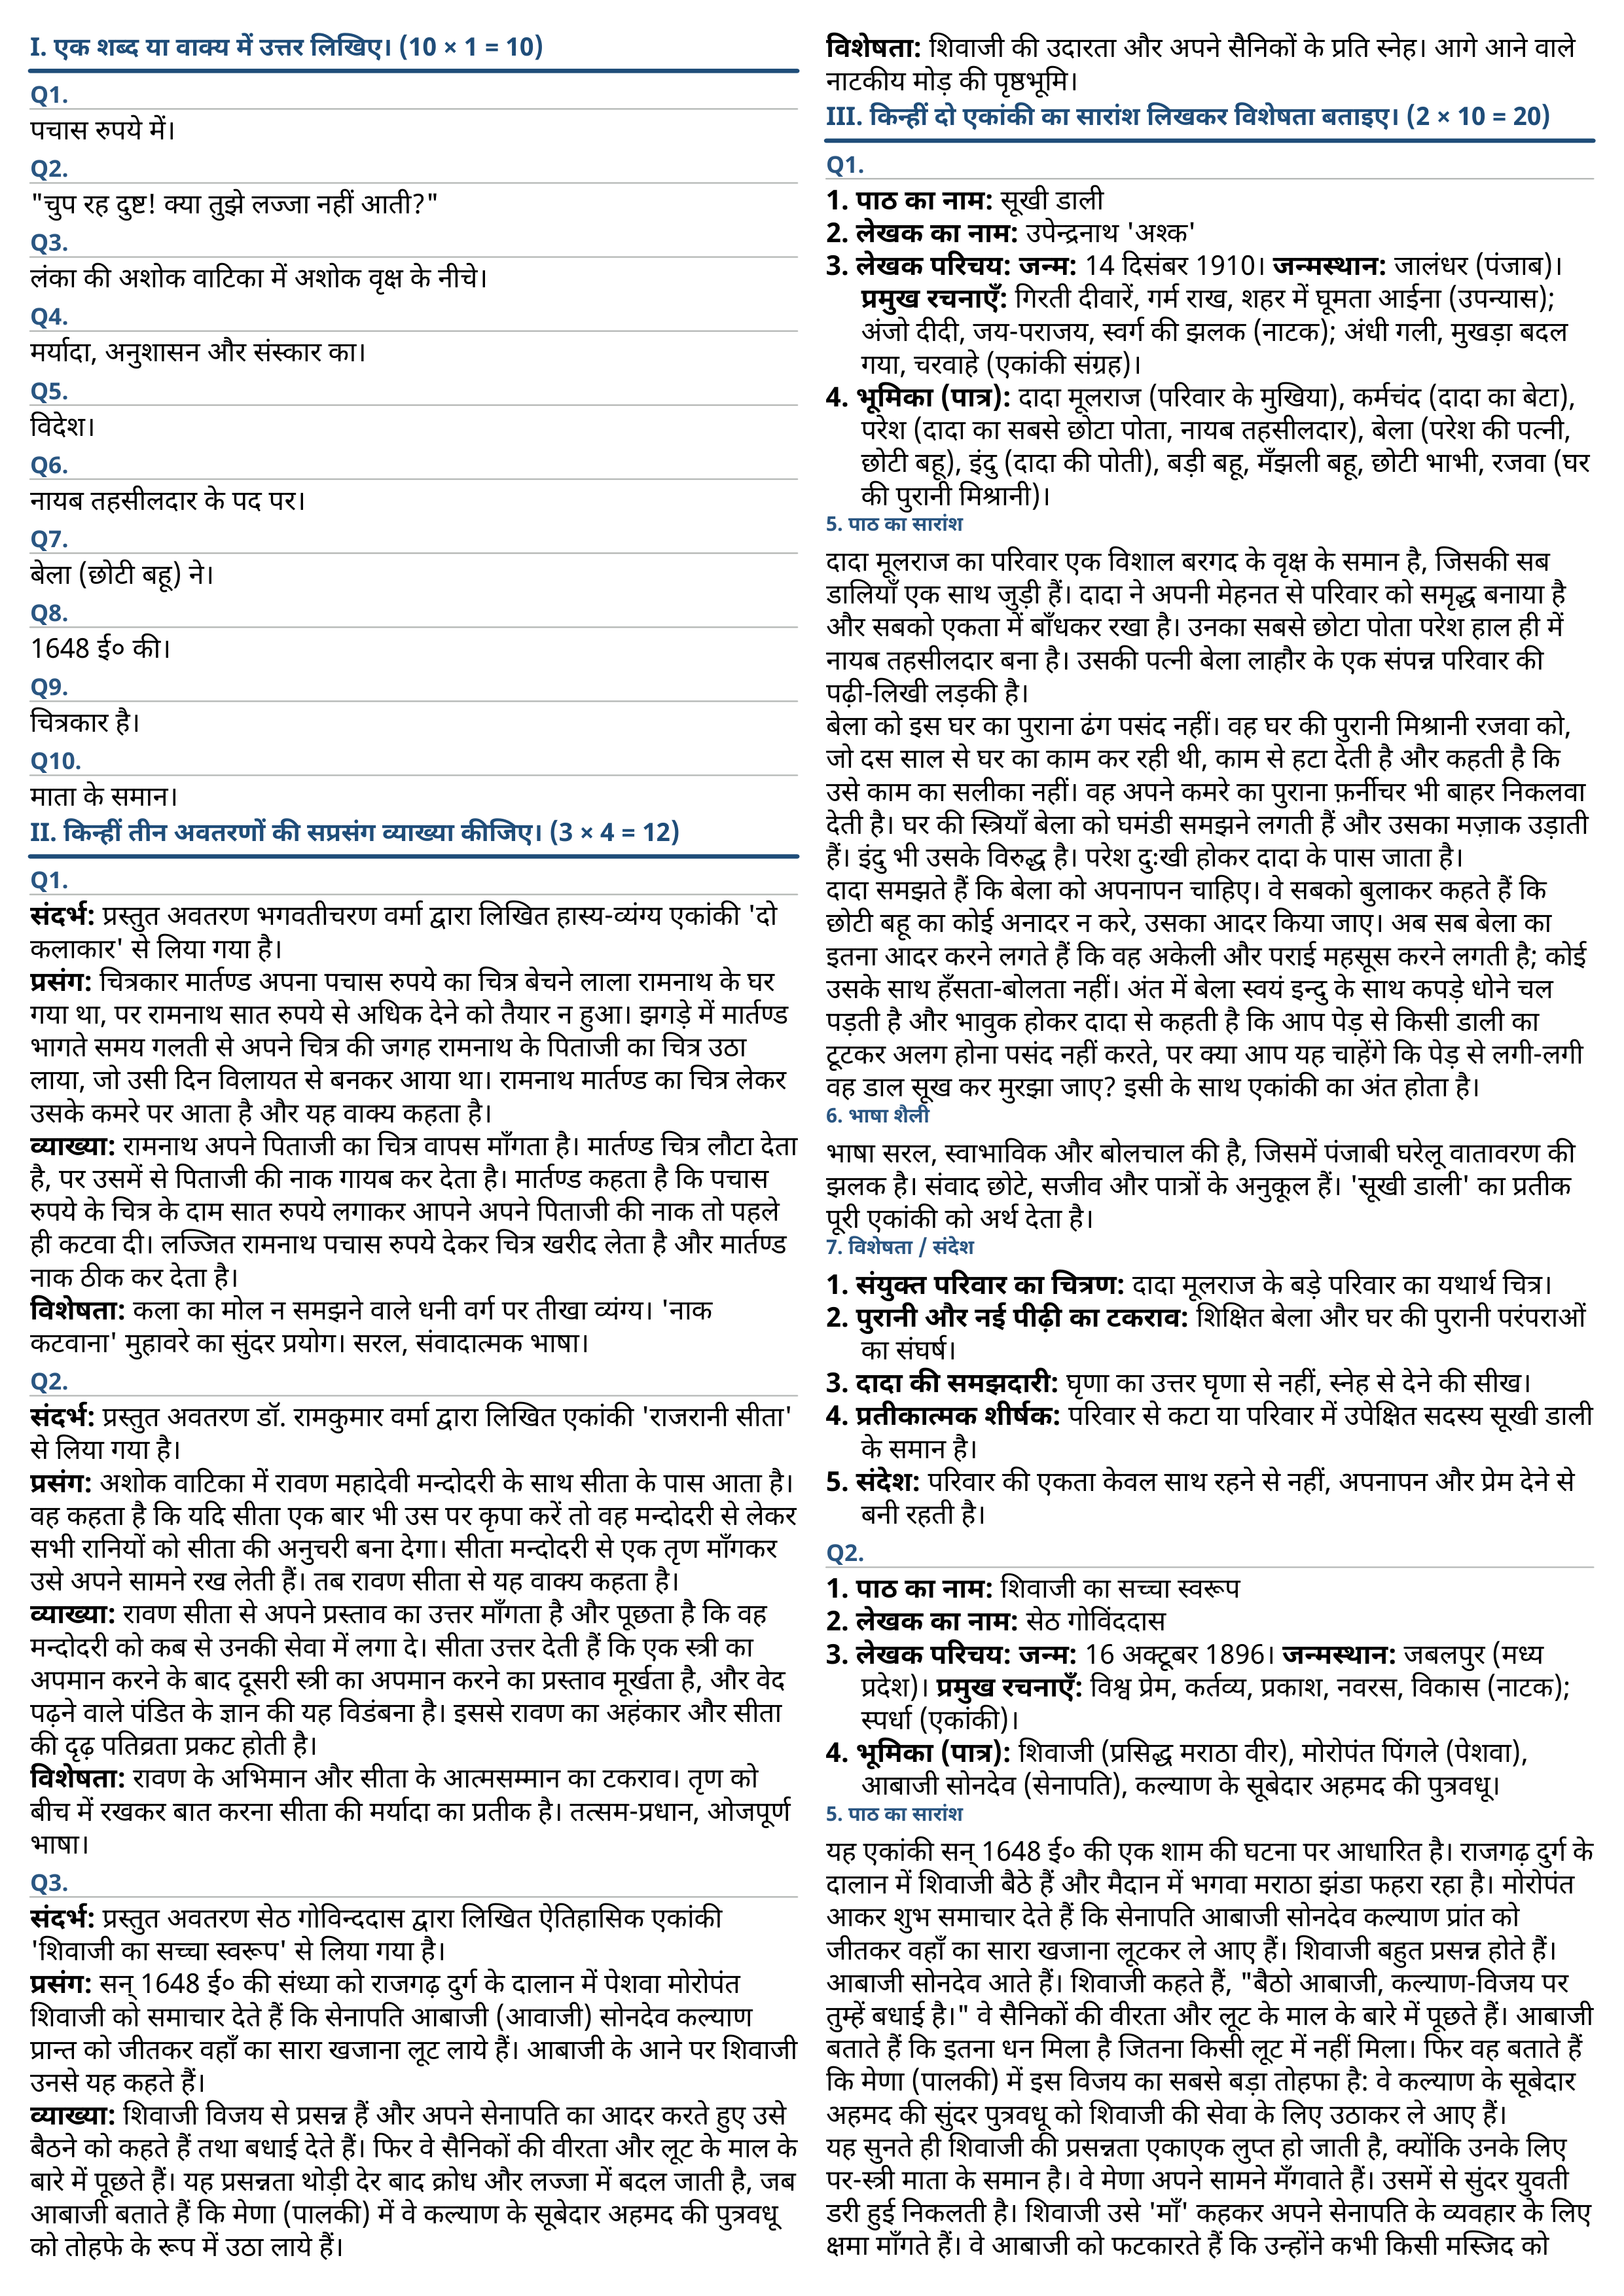 I. एक शब्द या वाक्य में उत्तर लिखिए। (10 × 1 = 10)
Q1.
पचास रुपये में।
Q2.
"चुप रह दुष्ट! क्या तुझे लज्जा नहीं आती?"
Q3.
लंका की अशोक वाटिका में अशोक वृक्ष के नीचे।
Q4.
मर्यादा, अनुशासन और संस्कार का।
Q5.
विदेश।
Q6.
नायब तहसीलदार के पद पर।
Q7.
बेला (छोटी बहू) ने।
Q8.
1648 ई० की।
Q9.
चित्रकार है।
Q10.
माता के समान।
II. किन्हीं तीन अवतरणों की सप्रसंग व्याख्या कीजिए। (3 × 4 = 12)
Q1.
संदर्भ: प्रस्तुत अवतरण भगवतीचरण वर्मा द्वारा लिखित हास्य-व्यंग्य एकांकी 'दो
कलाकार' से लिया गया है।
प्रसंग: चित्रकार मार्तण्ड अपना पचास रुपये का चित्र बेचने लाला रामनाथ के घर
गया था, पर रामनाथ सात रुपये से अधिक देने को तैयार न हुआ। झगड़े में मार्तण्ड
भागते समय गलती से अपने चित्र की जगह रामनाथ के पिताजी का चित्र उठा
लाया, जो उसी दिन विलायत से बनकर आया था। रामनाथ मार्तण्ड का चित्र लेकर
उसके कमरे पर आता है और यह वाक्य कहता है।
व्याख्या: रामनाथ अपने पिताजी का चित्र वापस माँगता है। मार्तण्ड चित्र लौटा देता
है, पर उसमें से पिताजी की नाक गायब कर देता है। मार्तण्ड कहता है कि पचास
रुपये के चित्र के दाम सात रुपये लगाकर आपने अपने पिताजी की नाक तो पहले
ही कटवा दी। लज्जित रामनाथ पचास रुपये देकर चित्र खरीद लेता है और मार्तण्ड
नाक ठीक कर देता है।
विशेषता: कला का मोल न समझने वाले धनी वर्ग पर तीखा व्यंग्य। 'नाक
कटवाना' मुहावरे का सुंदर प्रयोग। सरल, संवादात्मक भाषा।
Q2.
संदर्भ: प्रस्तुत अवतरण डॉ. रामकुमार वर्मा द्वारा लिखित एकांकी 'राजरानी सीता'
से लिया गया है।
प्रसंग: अशोक वाटिका में रावण महादेवी मन्दोदरी के साथ सीता के पास आता है।
वह कहता है कि यदि सीता एक बार भी उस पर कृपा करें तो वह मन्दोदरी से लेकर
सभी रानियों को सीता की अनुचरी बना देगा। सीता मन्दोदरी से एक तृण माँगकर
उसे अपने सामने रख लेती हैं। तब रावण सीता से यह वाक्य कहता है।
व्याख्या: रावण सीता से अपने प्रस्ताव का उत्तर माँगता है और पूछता है कि वह
मन्दोदरी को कब से उनकी सेवा में लगा दे। सीता उत्तर देती हैं कि एक स्त्री का
अपमान करने के बाद दूसरी स्त्री का अपमान करने का प्रस्ताव मूर्खता है, और वेद
पढ़ने वाले पंडित के ज्ञान की यह विडंबना है। इससे रावण का अहंकार और सीता
की दृढ़ पतिव्रता प्रकट होती है।
विशेषता: रावण के अभिमान और सीता के आत्मसम्मान का टकराव। तृण को
बीच में रखकर बात करना सीता की मर्यादा का प्रतीक है। तत्सम-प्रधान, ओजपूर्ण
भाषा।
Q3.
संदर्भ: प्रस्तुत अवतरण सेठ गोविन्ददास द्वारा लिखित ऐतिहासिक एकांकी
'शिवाजी का सच्चा स्वरूप' से लिया गया है।
प्रसंग: सन् 1648 ई० की संध्या को राजगढ़ दुर्ग के दालान में पेशवा मोरोपंत
शिवाजी को समाचार देते हैं कि सेनापति आबाजी (आवाजी) सोनदेव कल्याण
प्रान्त को जीतकर वहाँ का सारा खजाना लूट लाये हैं। आबाजी के आने पर शिवाजी
उनसे यह कहते हैं।
व्याख्या: शिवाजी विजय से प्रसन्न हैं और अपने सेनापति का आदर करते हुए उसे
बैठने को कहते हैं तथा बधाई देते हैं। फिर वे सैनिकों की वीरता और लूट के माल के
बारे में पूछते हैं। यह प्रसन्नता थोड़ी देर बाद क्रोध और लज्जा में बदल जाती है, जब
आबाजी बताते हैं कि मेणा (पालकी) में वे कल्याण के सूबेदार अहमद की पुत्रवधू
को तोहफे के रूप में उठा लाये हैं।
विशेषता: शिवाजी की उदारता और अपने सैनिकों के प्रति स्नेह। आगे आने वाले
नाटकीय मोड़ की पृष्ठभूमि।
III. किन्हीं दो एकांकी का सारांश लिखकर विशेषता बताइए। (2 × 10 = 20)
Q1.
1. पाठ का नाम: सूखी डाली
2. लेखक का नाम: उपेन्द्रनाथ 'अश्क'
3. लेखक परिचय: जन्म: 14 दिसंबर 1910। जन्मस्थान: जालंधर (पंजाब)।
प्रमुख रचनाएँ: गिरती दीवारें, गर्म राख, शहर में घूमता आईना (उपन्यास);
अंजो दीदी, जय-पराजय, स्वर्ग की झलक (नाटक); अंधी गली, मुखड़ा बदल
गया, चरवाहे (एकांकी संग्रह)।
4. भूमिका (पात्र): दादा मूलराज (परिवार के मुखिया), कर्मचंद (दादा का बेटा),
परेश (दादा का सबसे छोटा पोता, नायब तहसीलदार), बेला (परेश की पत्नी,
छोटी बहू), इंदु (दादा की पोती), बड़ी बहू, मँझली बहू, छोटी भाभी, रजवा (घर
की पुरानी मिश्रानी)।
5. पाठ का सारांश
दादा मूलराज का परिवार एक विशाल बरगद के वृक्ष के समान है, जिसकी सब
डालियाँ एक साथ जुड़ी हैं। दादा ने अपनी मेहनत से परिवार को समृद्ध बनाया है
और सबको एकता में बाँधकर रखा है। उनका सबसे छोटा पोता परेश हाल ही में
नायब तहसीलदार बना है। उसकी पत्नी बेला लाहौर के एक संपन्न परिवार की
पढ़ी-लिखी लड़की है।
बेला को इस घर का पुराना ढंग पसंद नहीं। वह घर की पुरानी मिश्रानी रजवा को,
जो दस साल से घर का काम कर रही थी, काम से हटा देती है और कहती है कि
उसे काम का सलीका नहीं। वह अपने कमरे का पुराना फ़र्नीचर भी बाहर निकलवा
देती है। घर की स्त्रियाँ बेला को घमंडी समझने लगती हैं और उसका मज़ाक उड़ाती
हैं। इंदु भी उसके विरुद्ध है। परेश दुःखी होकर दादा के पास जाता है।
दादा समझते हैं कि बेला को अपनापन चाहिए। वे सबको बुलाकर कहते हैं कि
छोटी बहू का कोई अनादर न करे, उसका आदर किया जाए। अब सब बेला का
इतना आदर करने लगते हैं कि वह अकेली और पराई महसूस करने लगती है; कोई
उसके साथ हँसता-बोलता नहीं। अंत में बेला स्वयं इन्दु के साथ कपड़े धोने चल
पड़ती है और भावुक होकर दादा से कहती है कि आप पेड़ से किसी डाली का
टूटकर अलग होना पसंद नहीं करते, पर क्या आप यह चाहेंगे कि पेड़ से लगी-लगी
वह डाल सूख कर मुरझा जाए? इसी के साथ एकांकी का अंत होता है।
6. भाषा शैली
भाषा सरल, स्वाभाविक और बोलचाल की है, जिसमें पंजाबी घरेलू वातावरण की
झलक है। संवाद छोटे, सजीव और पात्रों के अनुकूल हैं। 'सूखी डाली' का प्रतीक
पूरी एकांकी को अर्थ देता है।
7. विशेषता / संदेश
1. संयुक्त परिवार का चित्रण: दादा मूलराज के बड़े परिवार का यथार्थ चित्र।
2. पुरानी और नई पीढ़ी का टकराव: शिक्षित बेला और घर की पुरानी परंपराओं
का संघर्ष।
3. दादा की समझदारी: घृणा का उत्तर घृणा से नहीं, स्नेह से देने की सीख।
4. प्रतीकात्मक शीर्षक: परिवार से कटा या परिवार में उपेक्षित सदस्य सूखी डाली
के समान है।
5. संदेश: परिवार की एकता केवल साथ रहने से नहीं, अपनापन और प्रेम देने से
बनी रहती है।
Q2.
1. पाठ का नाम: शिवाजी का सच्चा स्वरूप
2. लेखक का नाम: सेठ गोविंददास
3. लेखक परिचय: जन्म: 16 अक्टूबर 1896। जन्मस्थान: जबलपुर (मध्य
प्रदेश)। प्रमुख रचनाएँ: विश्व प्रेम, कर्तव्य, प्रकाश, नवरस, विकास (नाटक);
स्पर्धा (एकांकी)।
4. भूमिका (पात्र): शिवाजी (प्रसिद्ध मराठा वीर), मोरोपंत पिंगले (पेशवा),
आबाजी सोनदेव (सेनापति), कल्याण के सूबेदार अहमद की पुत्रवधू।
5. पाठ का सारांश
यह एकांकी सन् 1648 ई० की एक शाम की घटना पर आधारित है। राजगढ़ दुर्ग के
दालान में शिवाजी बैठे हैं और मैदान में भगवा मराठा झंडा फहरा रहा है। मोरोपंत
आकर शुभ समाचार देते हैं कि सेनापति आबाजी सोनदेव कल्याण प्रांत को
जीतकर वहाँ का सारा खजाना लूटकर ले आए हैं। शिवाजी बहुत प्रसन्न होते हैं।
आबाजी सोनदेव आते हैं। शिवाजी कहते हैं, "बैठो आबाजी, कल्याण-विजय पर
तुम्हें बधाई है।" वे सैनिकों की वीरता और लूट के माल के बारे में पूछते हैं। आबाजी
बताते हैं कि इतना धन मिला है जितना किसी लूट में नहीं मिला। फिर वह बताते हैं
कि मेणा (पालकी) में इस विजय का सबसे बड़ा तोहफा है: वे कल्याण के सूबेदार
अहमद की सुंदर पुत्रवधू को शिवाजी की सेवा के लिए उठाकर ले आए हैं।
यह सुनते ही शिवाजी की प्रसन्नता एकाएक लुप्त हो जाती है, क्योंकि उनके लिए
पर-स्त्री माता के समान है। वे मेणा अपने सामने मँगवाते हैं। उसमें से सुंदर युवती
डरी हुई निकलती है। शिवाजी उसे 'माँ' कहकर अपने सेनापति के व्यवहार के लिए
क्षमा माँगते हैं। वे आबाजी को फटकारते हैं कि उन्होंने कभी किसी मस्जिद को